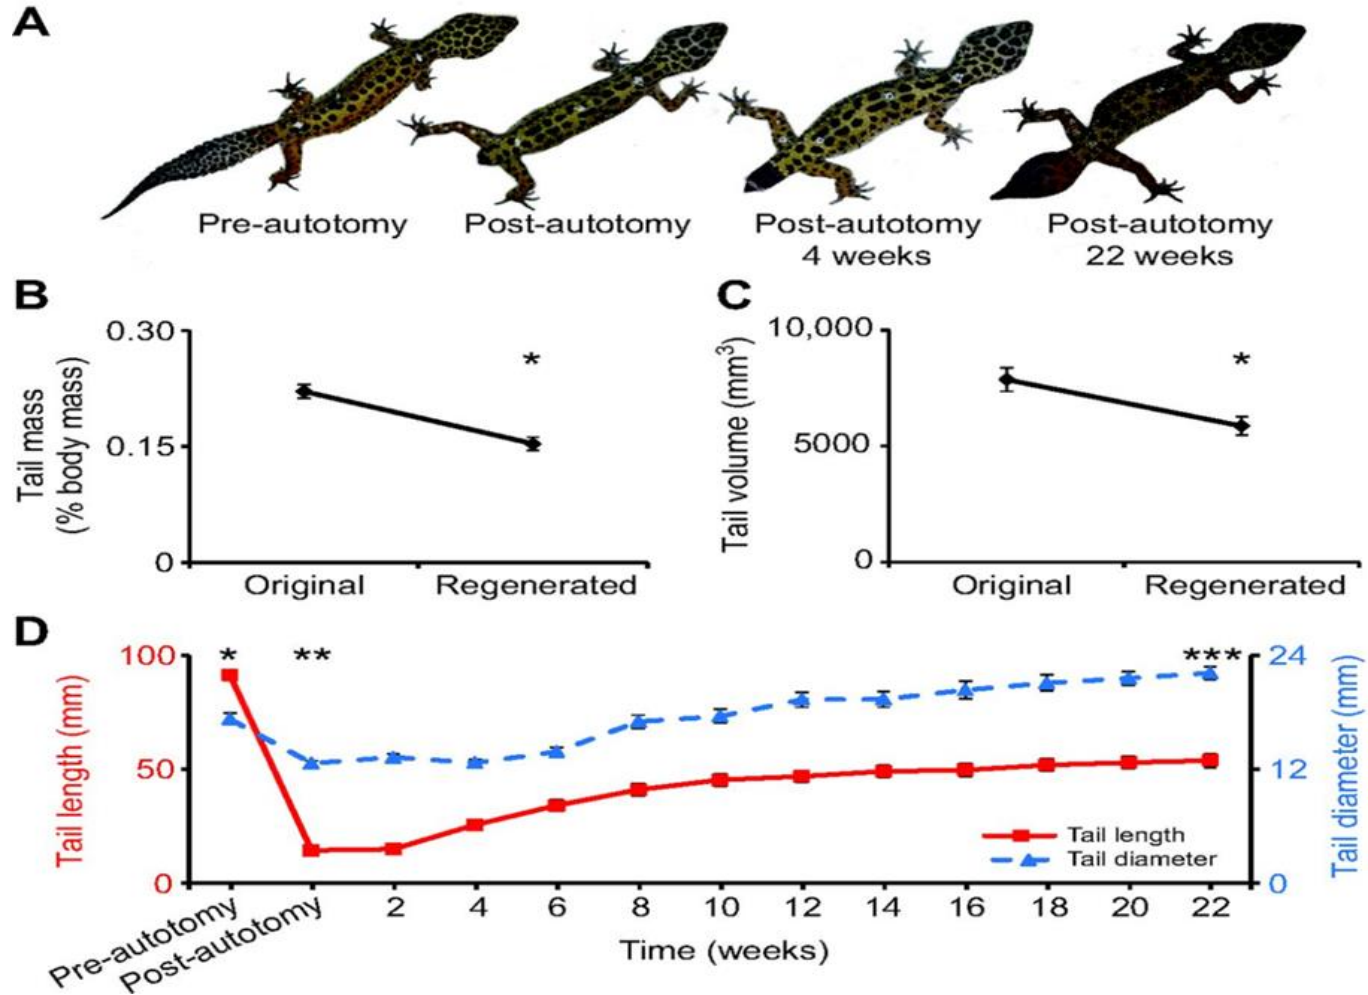 A
Pre-autotomy
Post-autotomy
Post-autotomy
4 weeks
Post-autotomy
22 weeks
B
Tail mass
(% body mass)
0.30
0.15
0
*
Original
Regenerated
C
Tail volume (mm³)
10,000
5000
0
*
Original
Regenerated
D
Tail length (mm)
100
50
0
*
**
***
24
12
0
Tail diameter (mm)
Tail length
Tail diameter
Pre-autotomy
Post-autotomy
2 4 6 8 10 12 14 16 18 20 22
Time (weeks)